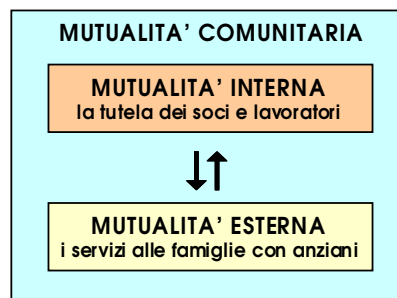 MUTUALITA' COMUNITARIA
MUTUALITA' INTERNA
la tutela dei soci e lavoratori
MUTUALITA' ESTERNA
i servizi alle famiglie con anziani